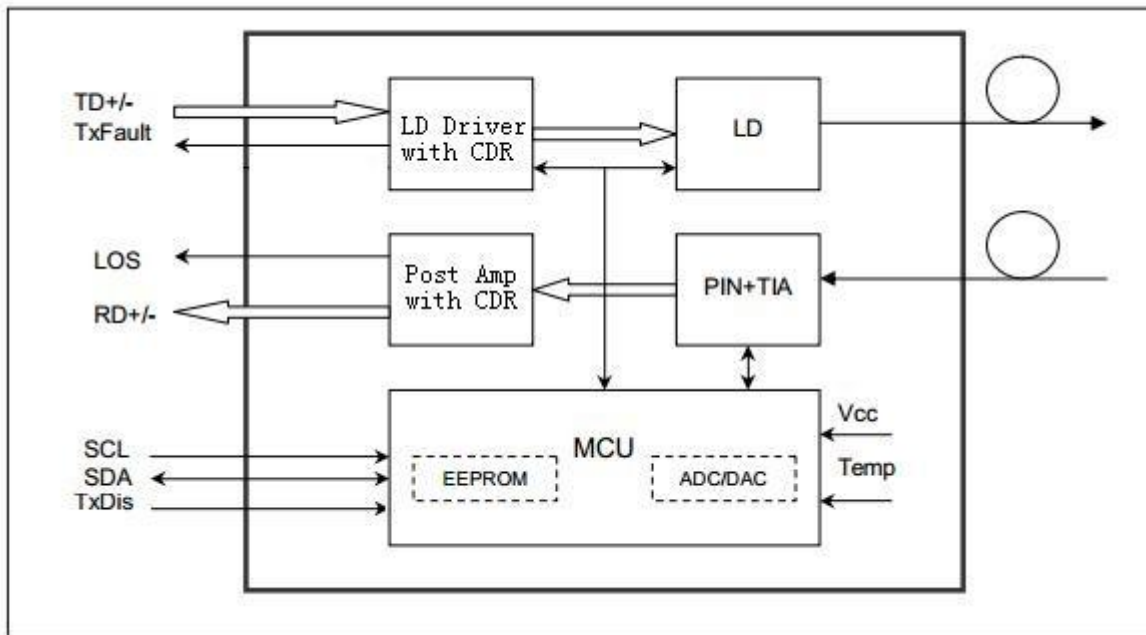 TD+/-
TxFault
LD Driver
with CDR
LD
LOS
RD+/-
Post Amp
with CDR
PIN+TIA
SCL
SDA
TxDis
MCU
EEPROM
ADC/DAC
Vcc
Temp